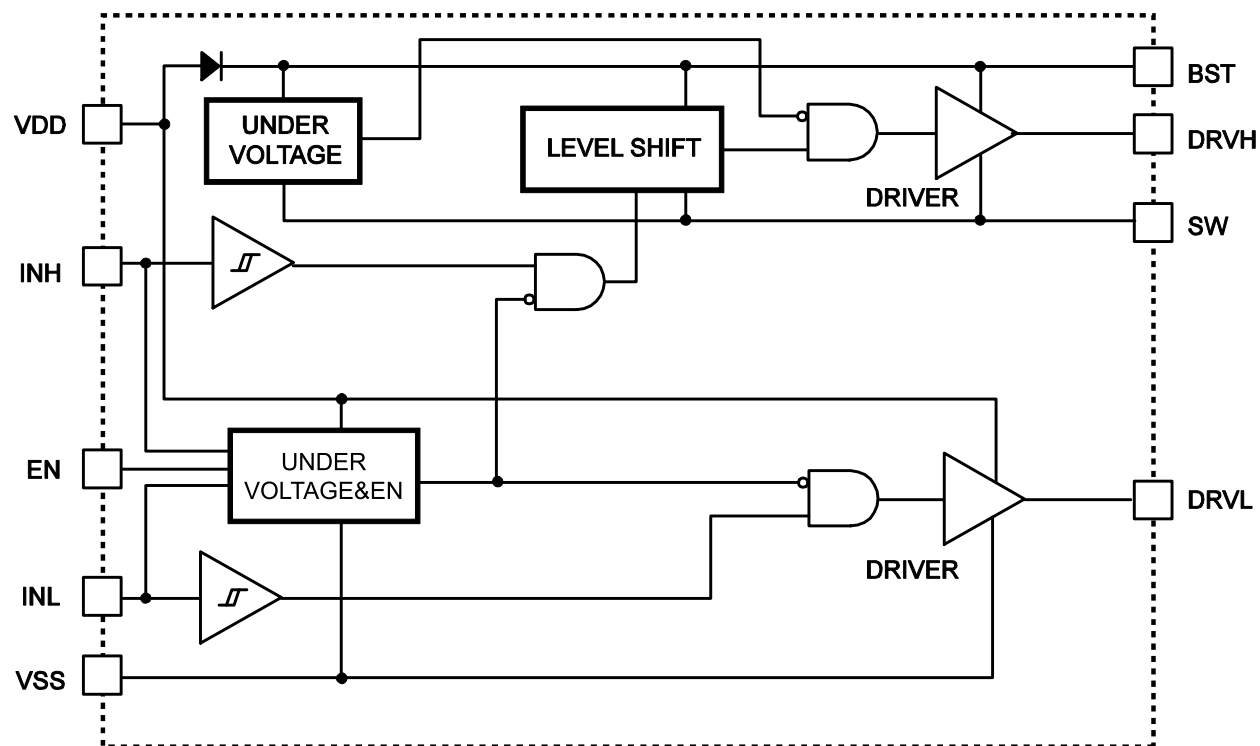 BST
VDD
UNDER
VOLTAGE
LEVEL SHIFT
DRVH
DRIVER
SW
INH
EN
UNDER
VOLTAGE&EN
DRVL
DRIVER
INL
VSS